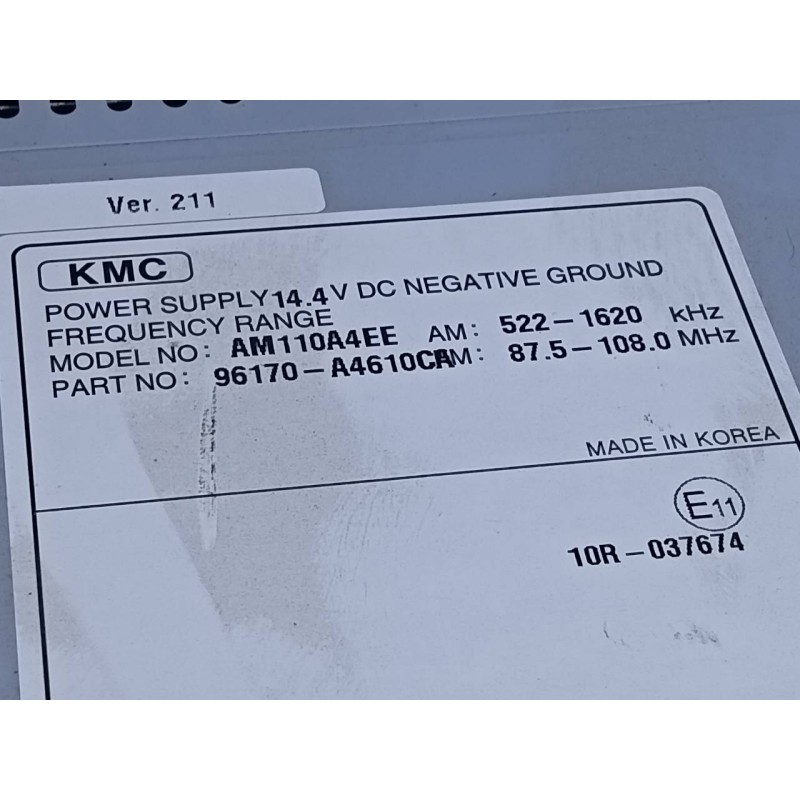 Ver. 211
KMC
POWER SUPPLY 14.4V DC NEGATIVE GROUND
FREQUENCY RANGE
MODEL NO: AM110A4EE AM: 522-1620 kHz
PART NO: 96170-A4610CA FM: 87.5-108.0 MHz
MADE IN KOREA
E11
10R-037674